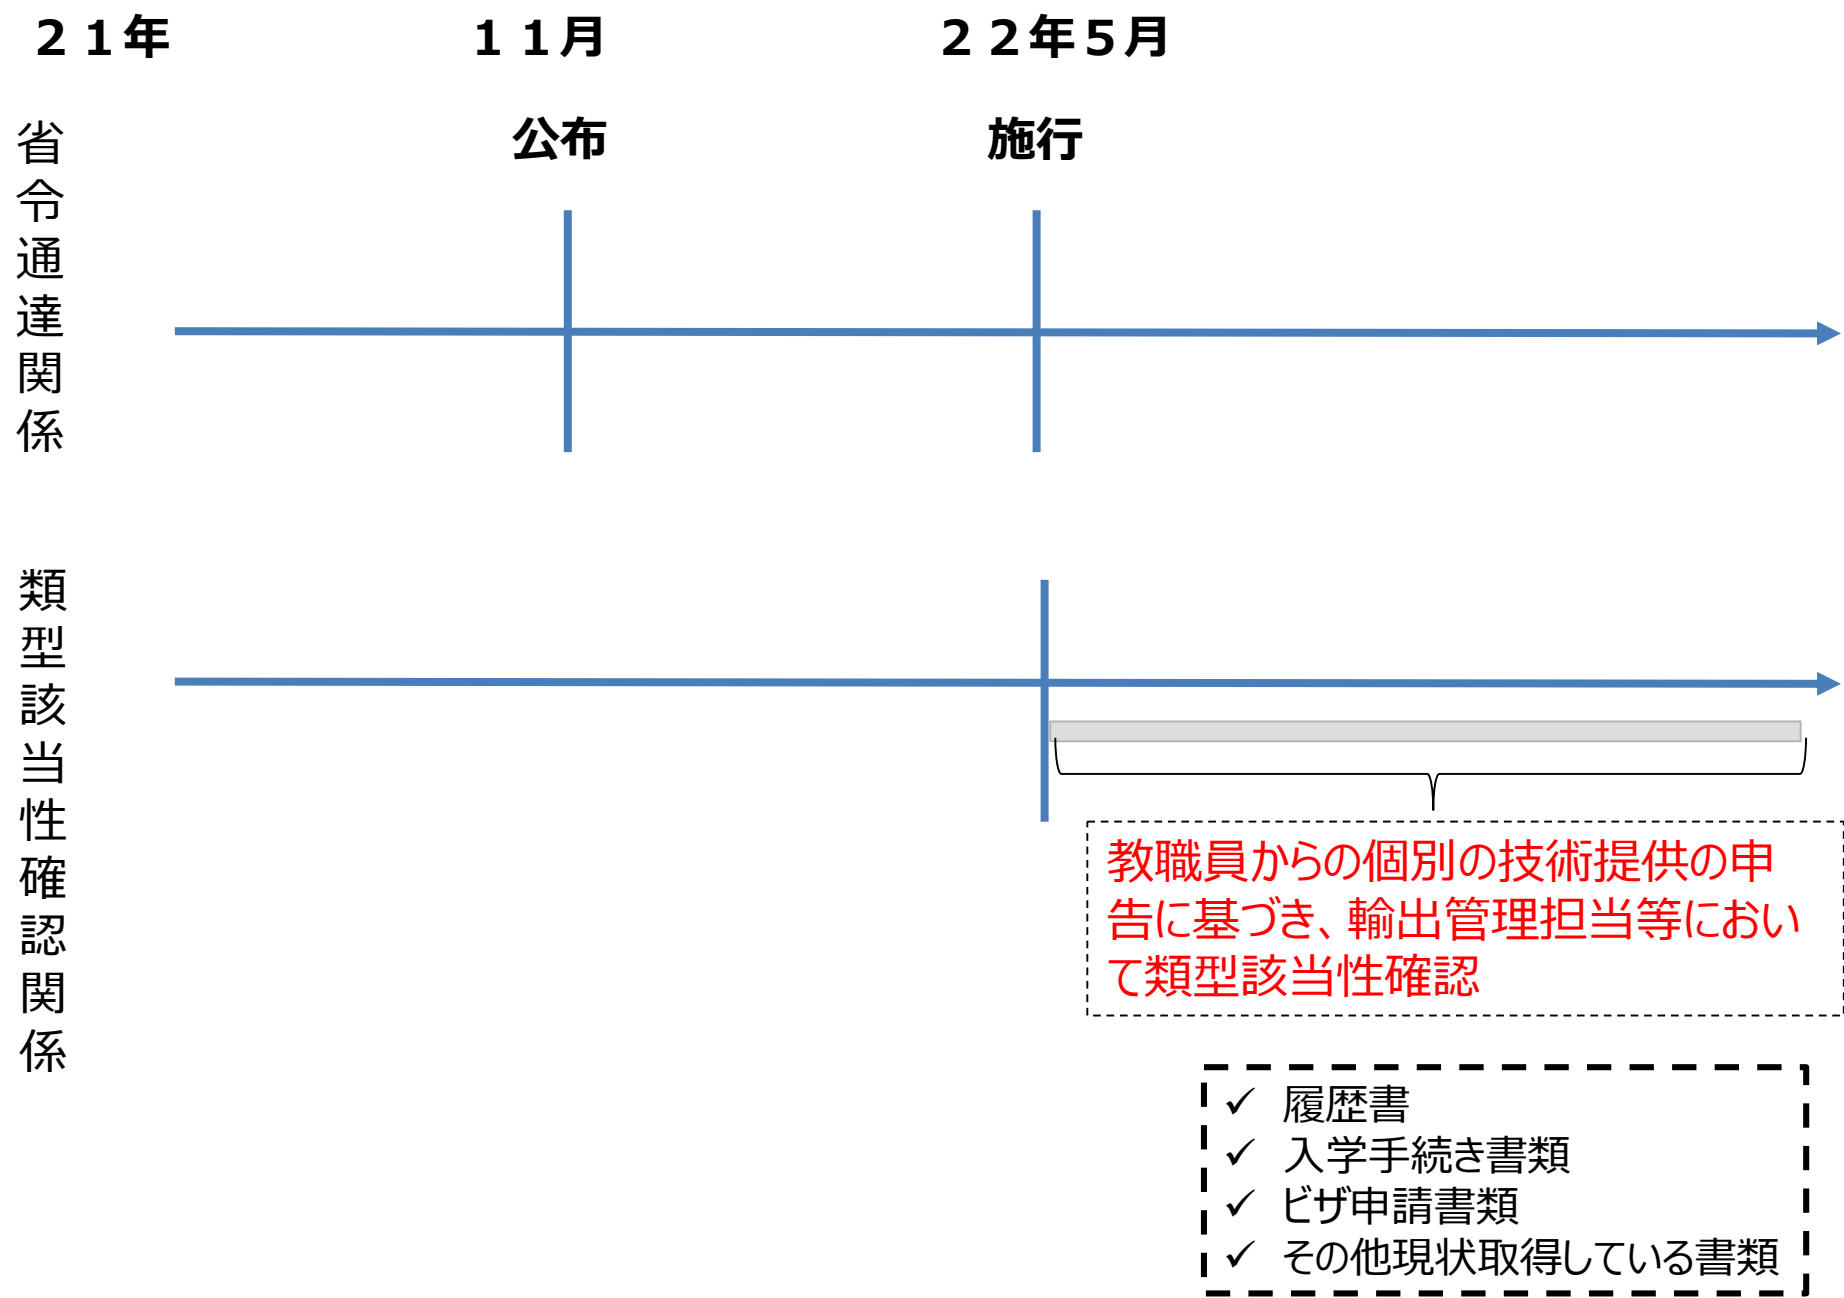 ２１年
１１月
２２年５月
公布
施行
省令通達関係
類型該当性確認関係
教職員からの個別の技術提供の申
告に基づき、輸出管理担当等におい
て類型該当性確認
✓ 履歴書
✓ 入学手続き書類
✓ ビザ申請書類
✓ その他現状取得している書類